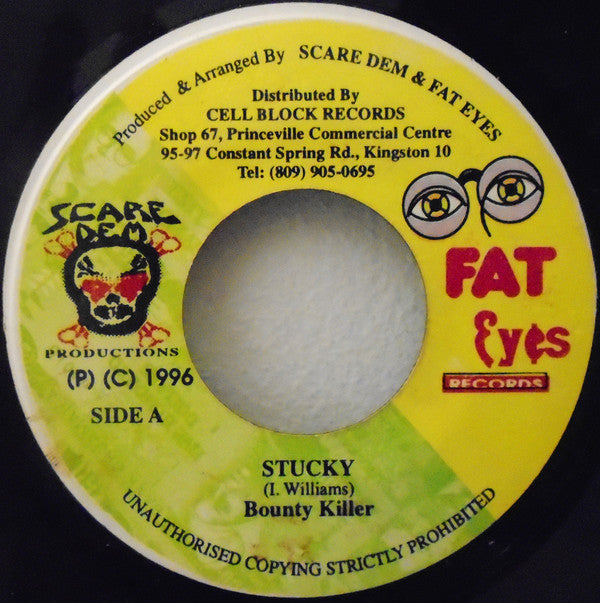 Produced & Arranged By SCARE DEM & FAT EYES
Distributed By
CELL BLOCK RECORDS
Shop 67, Princeville Commercial Centre
95-97 Constant Spring Rd., Kingston 10
Tel: (809) 905-0695
SCARE
DEM
PRODUCTIONS
(P) (C) 1996
SIDE A
FAT
Eyes
RECORDS
STUCKY
(I. Williams)
Bounty Killer
UNAUTHORISED COPYING STRICTLY PROHIBITED